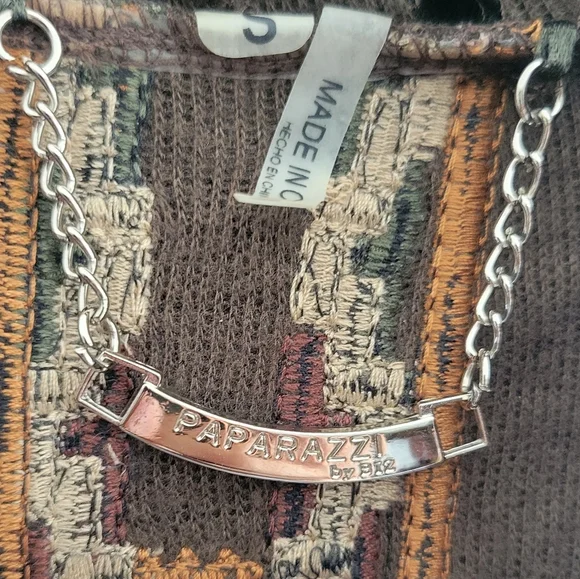 S
MADE IN C
HECHO EN CH
PAPARAZZI
by BIZ